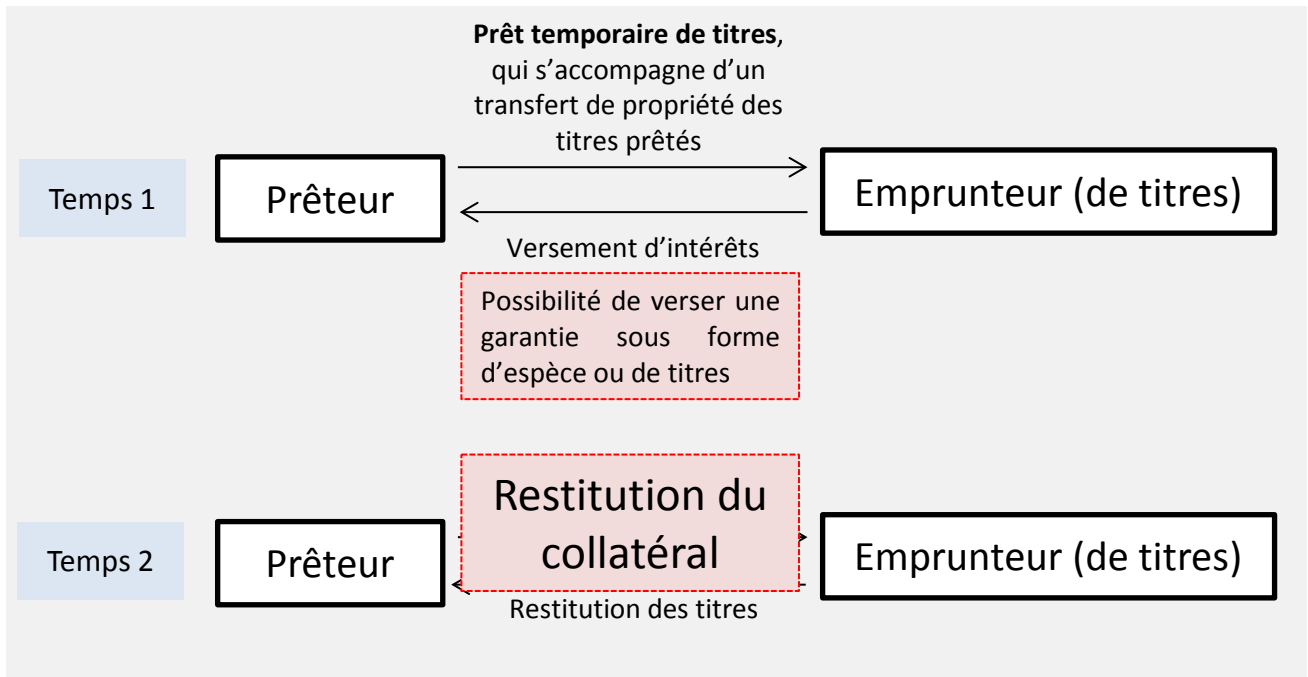 Prêt temporaire de titres,
qui s’accompagne d’un
transfert de propriété des
titres prêtés
Temps 1
Prêteur
Emprunteur (de titres)
Versement d’intérêts
Possibilité de verser une
garantie sous forme
d’espèce ou de titres
Restitution du
collatéral
Temps 2
Prêteur
Emprunteur (de titres)
Restitution des titres